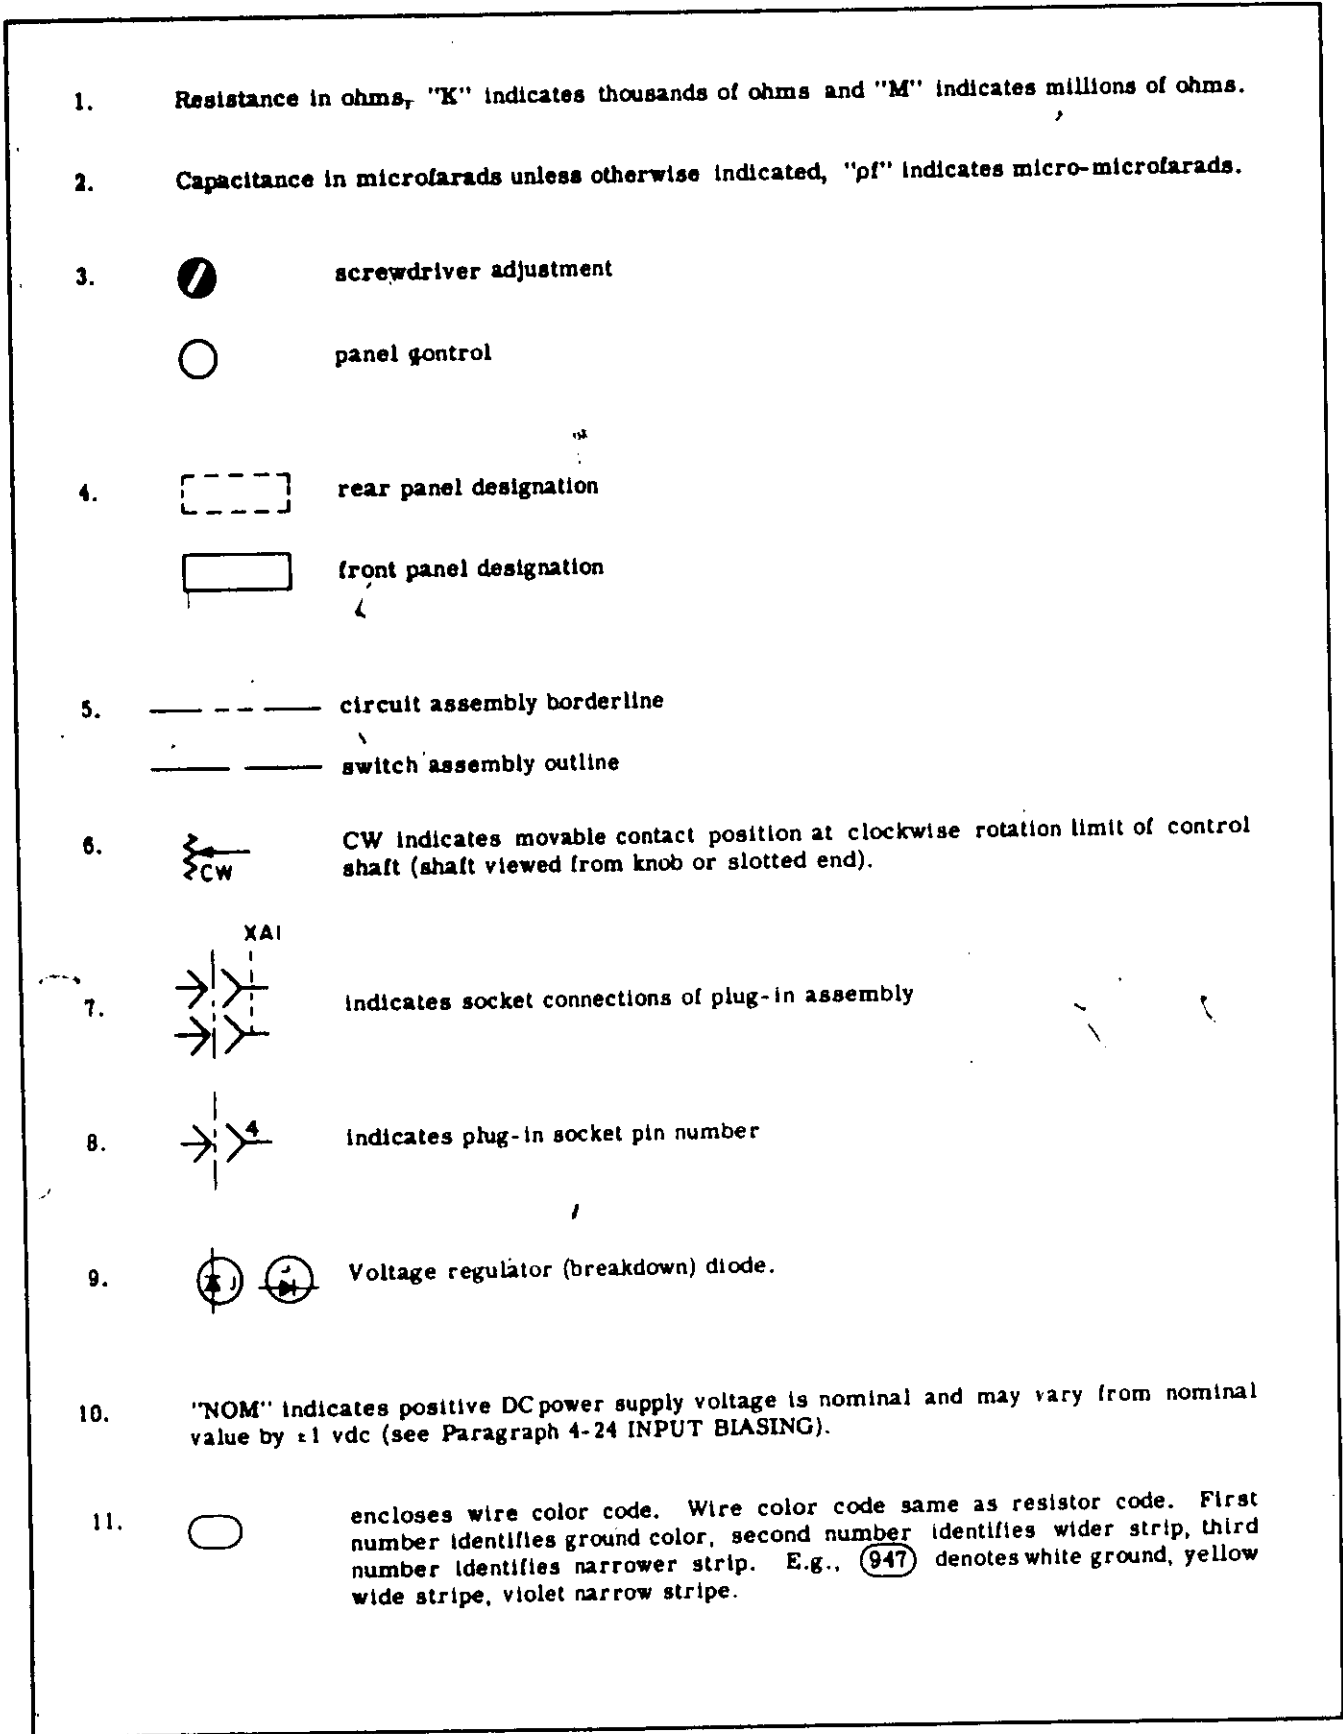 1. Resistance in ohms, "K" indicates thousands of ohms and "M" indicates millions of ohms.
2. Capacitance in microfarads unless otherwise indicated, "pf" indicates micro-microfarads.
3. screwdriver adjustment
panel control
4. rear panel designation
front panel designation
5. circuit assembly borderline
switch assembly outline
6. CW CW indicates movable contact position at clockwise rotation limit of control
shaft (shaft viewed from knob or slotted end).
XA1
7. indicates socket connections of plug-in assembly
8. 4 indicates plug-in socket pin number
9. Voltage regulator (breakdown) diode.
10. "NOM" indicates positive DC power supply voltage is nominal and may vary from nominal
value by ±1 vdc (see Paragraph 4-24 INPUT BIASING).
11. encloses wire color code. Wire color code same as resistor code. First
number identifies ground color, second number identifies wider strip, third
number identifies narrower strip. E.g., 947 denotes white ground, yellow
wide stripe, violet narrow stripe.